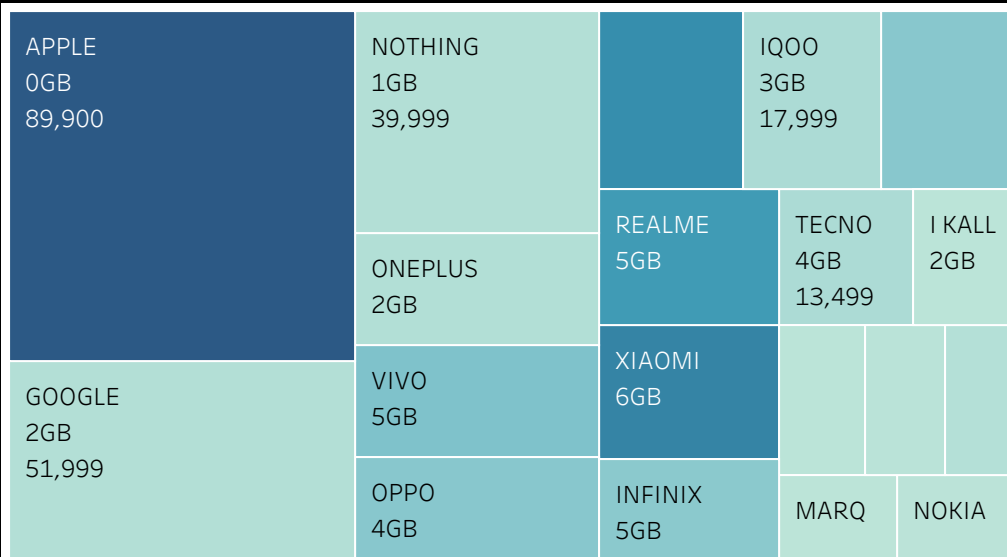 APPLE
0GB
89,900
GOOGLE
2GB
51,999
NOTHING
1GB
39,999
ONEPLUS
2GB
VIVO
5GB
OPPO
4GB
IQOO
3GB
17,999
REALME
5GB
TECNO
4GB
13,499
I KALL
2GB
XIAOMI
6GB
INFINIX
5GB
MARQ
NOKIA